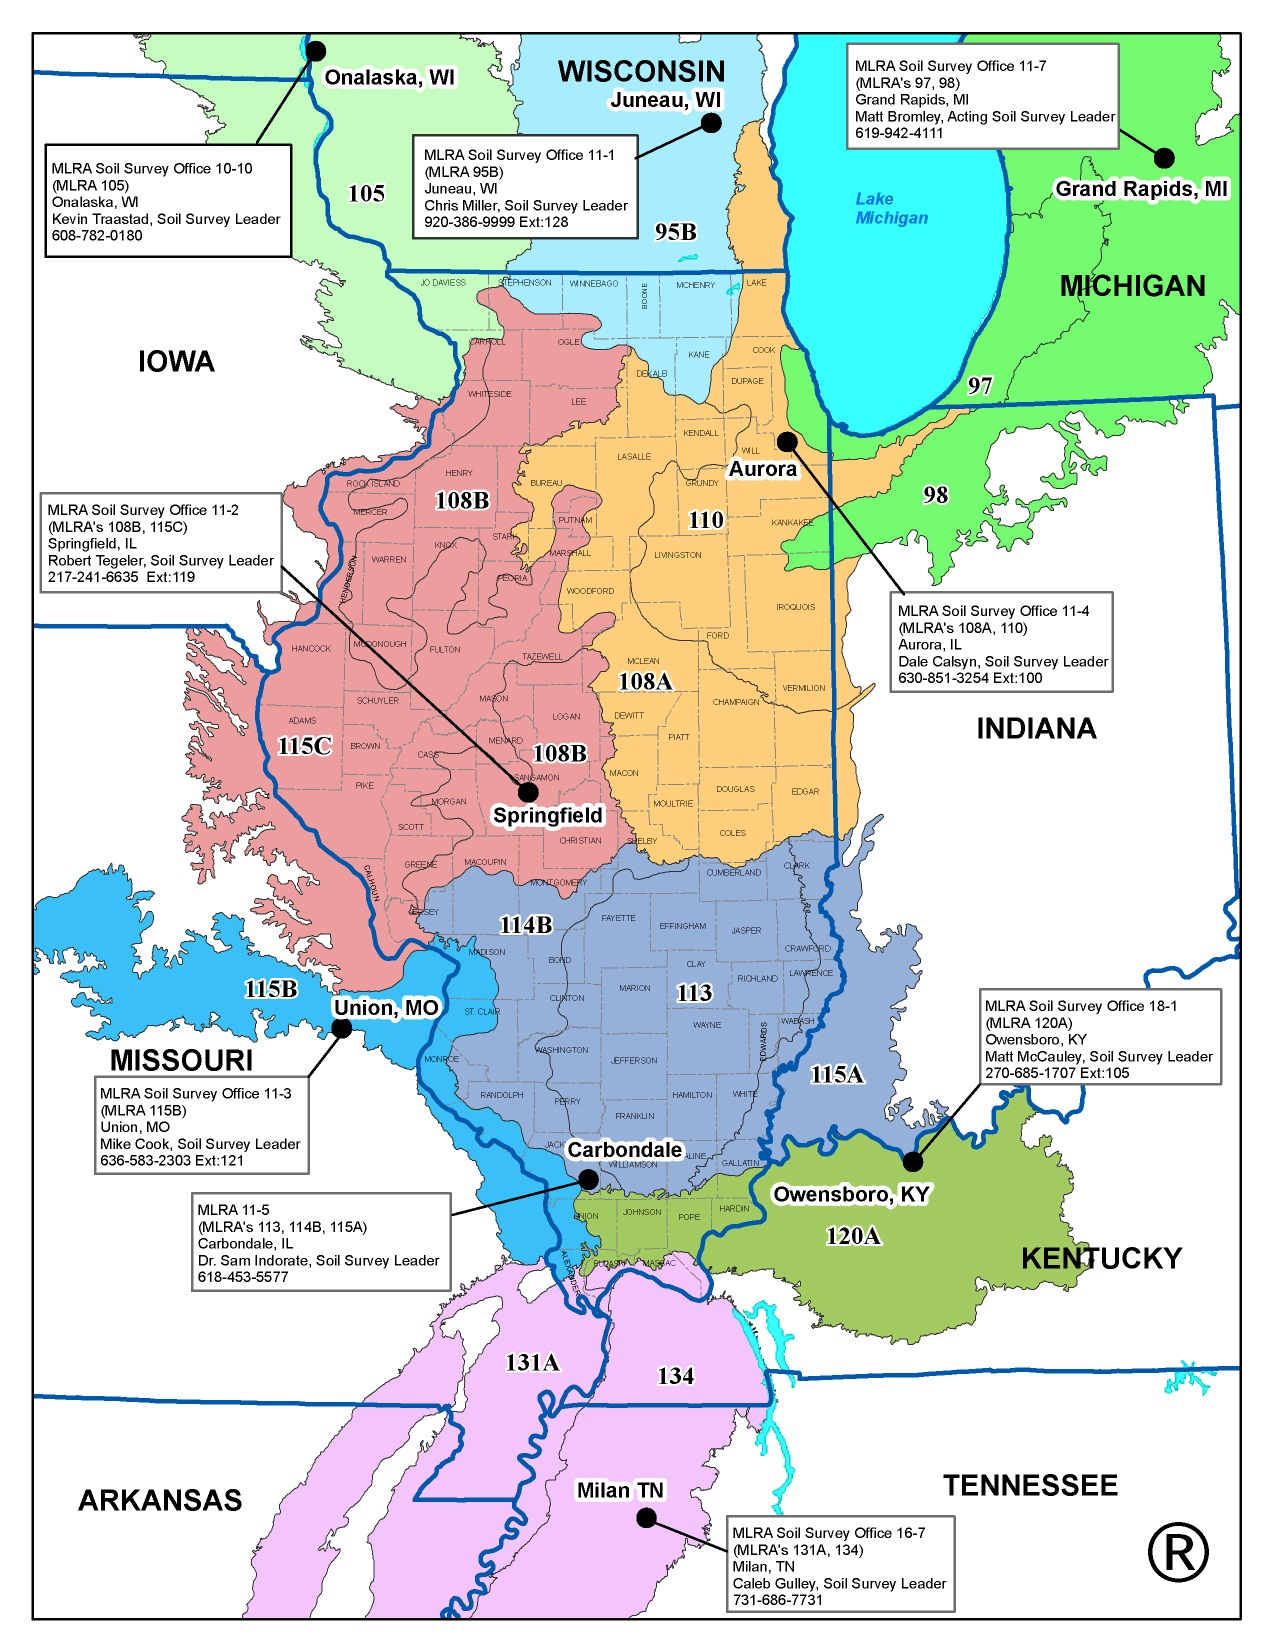 Onalaska, WI
WISCONSIN
Juneau, WI
MLRA Soil Survey Office 11-7
(MLRA's 97, 98)
Grand Rapids, MI
Matt Bromley, Acting Soil Survey Leader
619-942-4111
MLRA Soil Survey Office 10-10
(MLRA 105)
Onalaska, WI
Kevin Traastad, Soil Survey Leader
608-782-0180
MLRA Soil Survey Office 11-1
(MLRA 95B)
Juneau, WI
Chris Miller, Soil Survey Leader
920-386-9999 Ext:128
Grand Rapids, MI
105
95B
Lake
Michigan
MICHIGAN
JO DAVIESS
STEPHENSON
WINNEBAGO
BOONE
MCHENRY
LAKE
IOWA
CARROLL
OGLE
KANE
COOK
DEKALB
DUPAGE
97
WHITESIDE
LEE
KENDALL
WILL
Aurora
LASALLE
HENRY
ROCK ISLAND
BUREAU
GRUNDY
98
108B
MERCER
PUTNAM
110
KANKAKEE
MLRA Soil Survey Office 11-2
(MLRA's 108B, 115C)
Springfield, IL
Robert Tegeler, Soil Survey Leader
217-241-6635 Ext:119
STARK
KNOX
MARSHALL
LIVINGSTON
WARREN
HENDERSON
PEORIA
WOODFORD
IROQUOIS
MLRA Soil Survey Office 11-4
(MLRA's 108A, 110)
Aurora, IL
Dale Calsyn, Soil Survey Leader
630-851-3254 Ext:100
FORD
HANCOCK
MCDONOUGH
FULTON
TAZEWELL
MCLEAN
108A
SCHUYLER
MASON
CHAMPAIGN
VERMILION
ADAMS
LOGAN
DEWITT
INDIANA
115C
BROWN
CASS
MENARD
108B
PIATT
SANGAMON
MACON
PIKE
MORGAN
DOUGLAS
EDGAR
Springfield
MOULTRIE
SCOTT
CHRISTIAN
SHELBY
COLES
GREENE
MACOUPIN
CLARK
CALHOUN
MONTGOMERY
CUMBERLAND
JERSEY
114B
FAYETTE
EFFINGHAM
JASPER
MADISON
BOND
CRAWFORD
CLAY
RICHLAND
LAWRENCE
115B
MARION
113
Union, MO
CLINTON
ST. CLAIR
WAYNE
WABASH
EDWARDS
MLRA Soil Survey Office 18-1
(MLRA 120A)
Owensboro, KY
Matt McCauley, Soil Survey Leader
270-685-1707 Ext:105
MISSOURI
MONROE
WASHINGTON
JEFFERSON
115A
MLRA Soil Survey Office 11-3
(MLRA 115B)
Union, MO
Mike Cook, Soil Survey Leader
636-583-2303 Ext:121
RANDOLPH
PERRY
HAMILTON
WHITE
FRANKLIN
Carbondale
WILLIAMSON
GALLATIN
Owensboro, KY
MLRA 11-5
(MLRA's 113, 114B, 115A)
Carbondale, IL
Dr. Sam Indorate, Soil Survey Leader
618-453-5577
UNION
JOHNSON
POPE
HARDIN
120A
KENTUCKY
ALEXANDER
PULASKI
MASSAC
131A
134
ARKANSAS
Milan TN
TENNESSEE
MLRA Soil Survey Office 16-7
(MLRA's 131A, 134)
Milan, TN
Caleb Gulley, Soil Survey Leader
731-686-7731
®